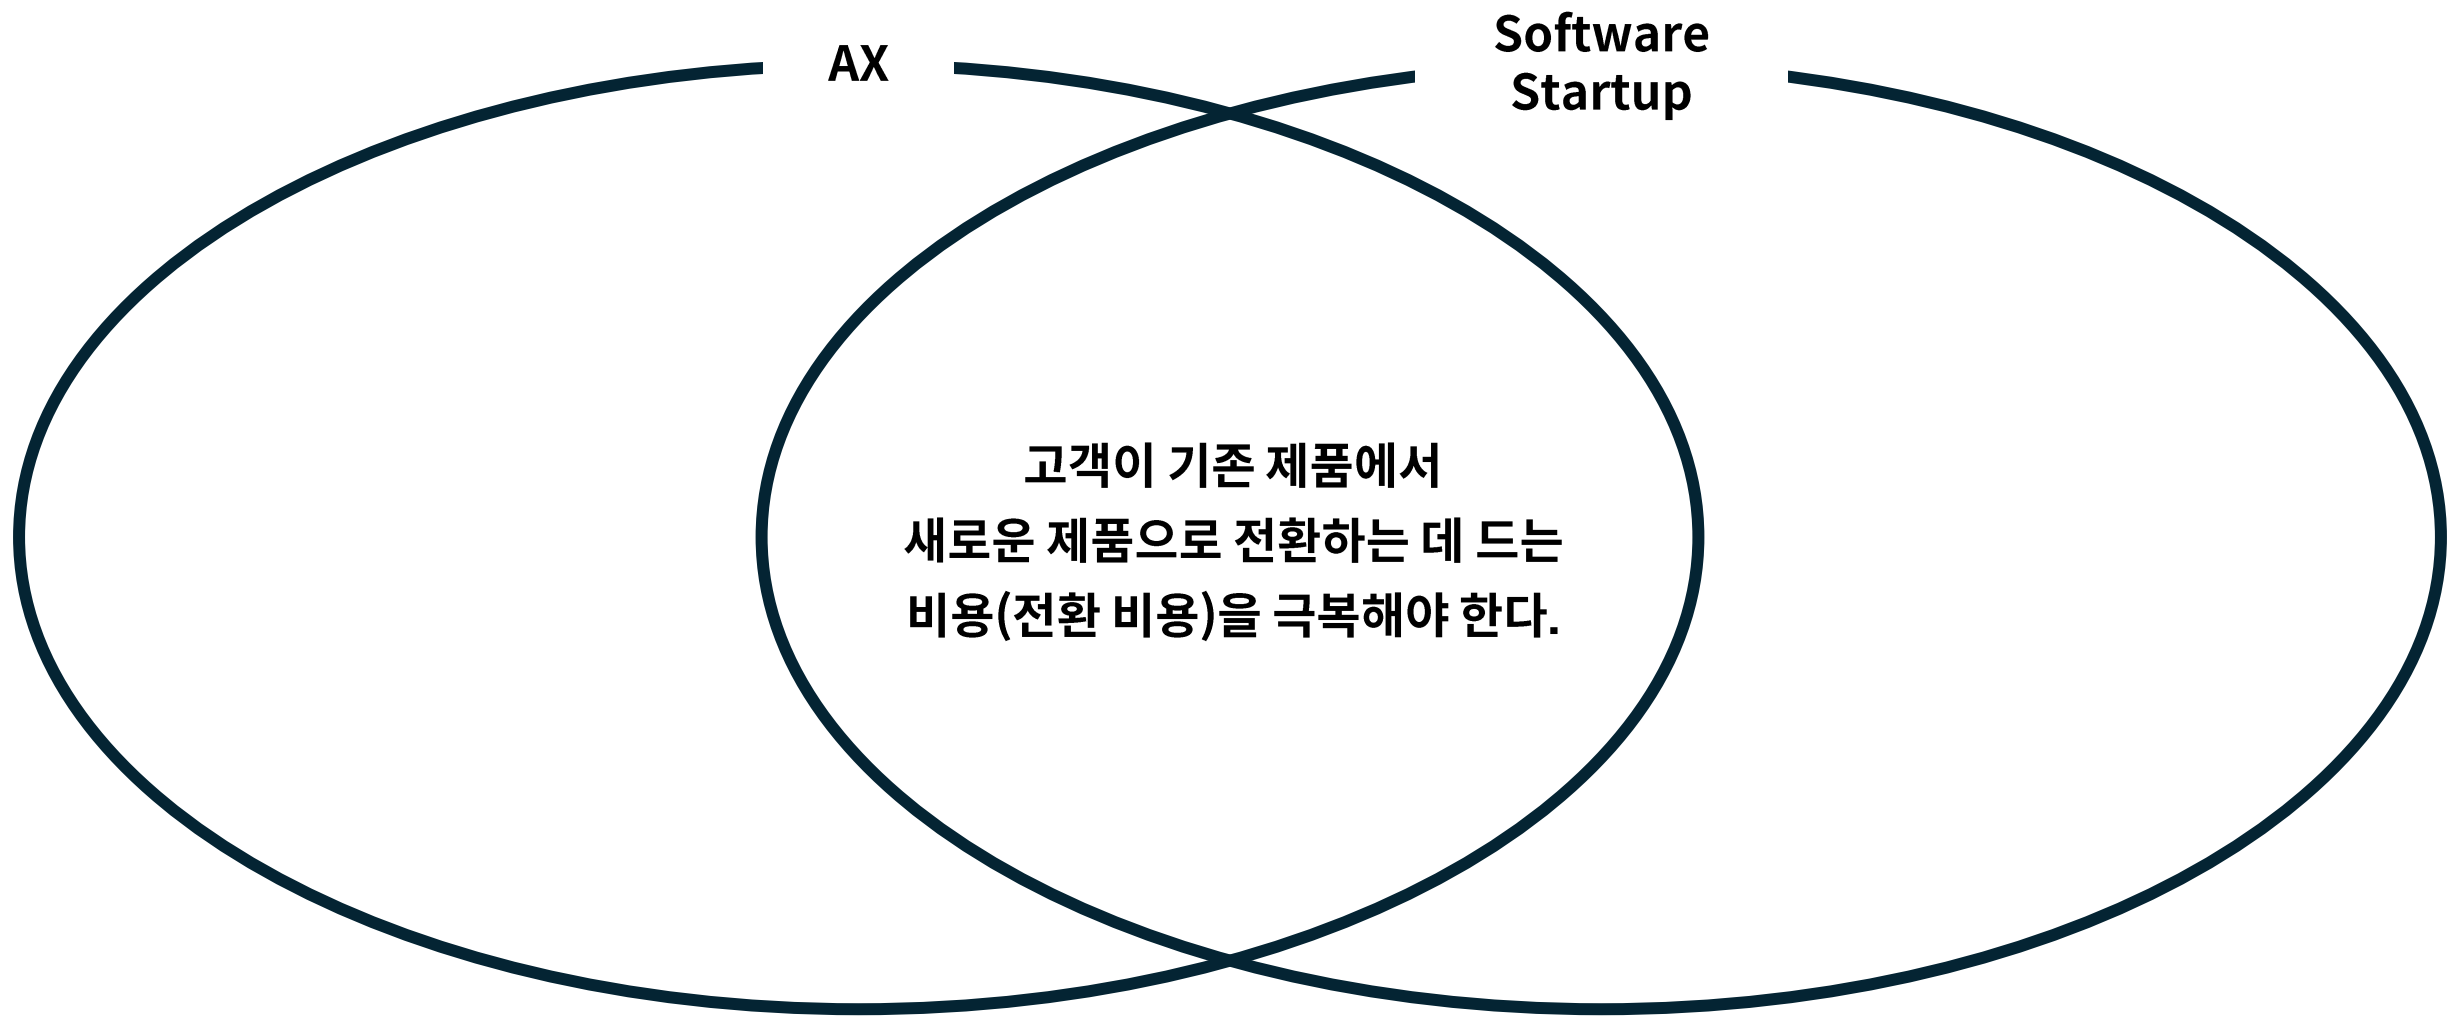 AX
Software
Startup
고객이 기존 제품에서
새로운 제품으로 전환하는 데 드는
비용(전환 비용)을 극복해야 한다.